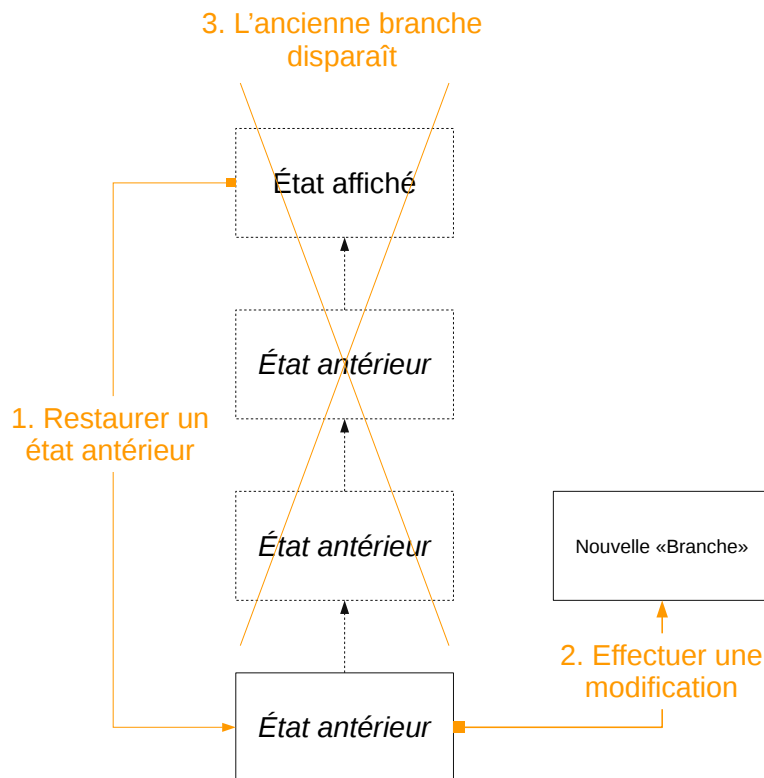 3. L’ancienne branche
disparaît
État affiché
État antérieur
1. Restaurer un
état antérieur
État antérieur
Nouvelle «Branche»
2. Effectuer une
modification
État antérieur